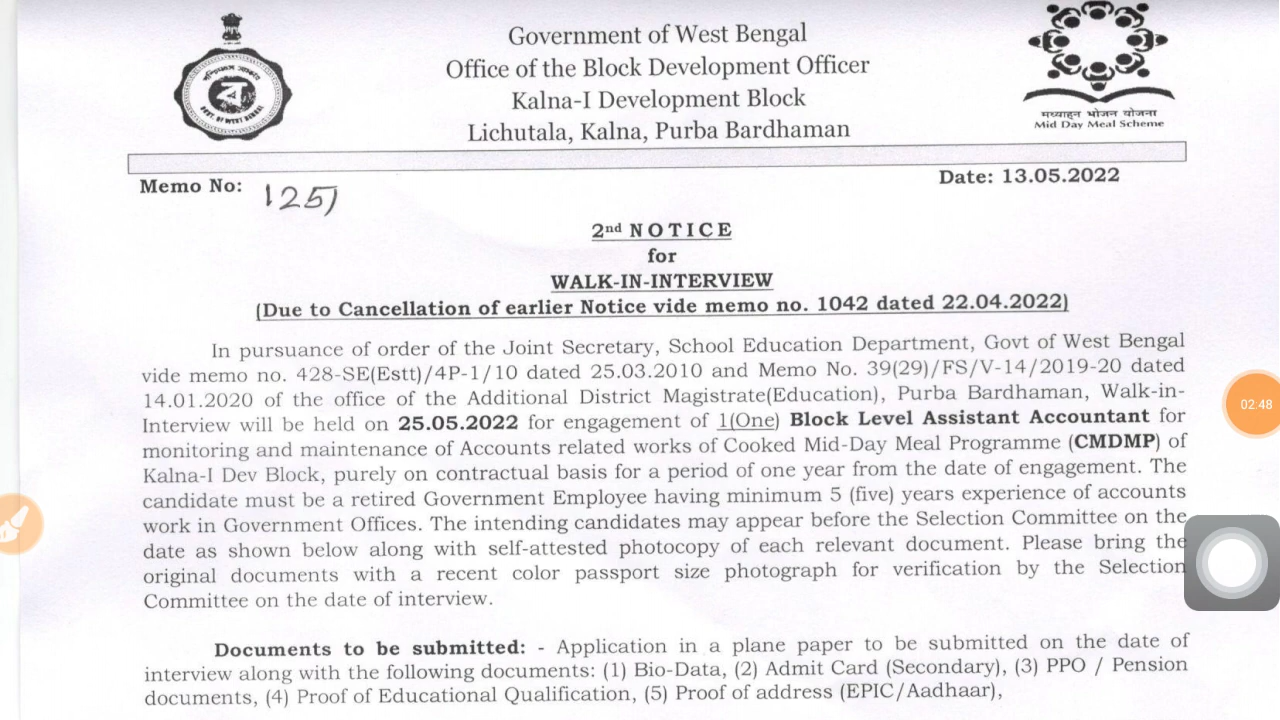 Government of West Bengal
Office of the Block Development Officer
Kalna-I Development Block
Lichutala, Kalna, Purba Bardhaman
मध्याह्न भोजन योजना
Mid Day Meal Scheme
GOVT. OF WEST BENGAL
Memo No: 1251
Date: 13.05.2022
2nd NOTICE
for
WALK-IN-INTERVIEW
(Due to Cancellation of earlier Notice vide memo no. 1042 dated 22.04.2022)
In pursuance of order of the Joint Secretary, School Education Department, Govt of West Bengal
vide memo no. 428-SE(Estt)/4P-1/10 dated 25.03.2010 and Memo No. 39(29)/FS/V-14/2019-20 dated
14.01.2020 of the office of the Additional District Magistrate(Education), Purba Bardhaman, Walk-in-
Interview will be held on 25.05.2022 for engagement of 1(One) Block Level Assistant Accountant for
monitoring and maintenance of Accounts related works of Cooked Mid-Day Meal Programme (CMDMP) of
Kalna-I Dev Block, purely on contractual basis for a period of one year from the date of engagement. The
candidate must be a retired Government Employee having minimum 5 (five) years experience of accounts
work in Government Offices. The intending candidates may appear before the Selection Committee on the
date as shown below along with self-attested photocopy of each relevant document. Please bring the
original documents with a recent color passport size photograph for verification by the Selection
Committee on the date of interview.
Documents to be submitted: - Application in a plane paper to be submitted on the date of
interview along with the following documents: (1) Bio-Data, (2) Admit Card (Secondary), (3) PPO / Pension
documents, (4) Proof of Educational Qualification, (5) Proof of address (EPIC/Aadhaar),
02.48